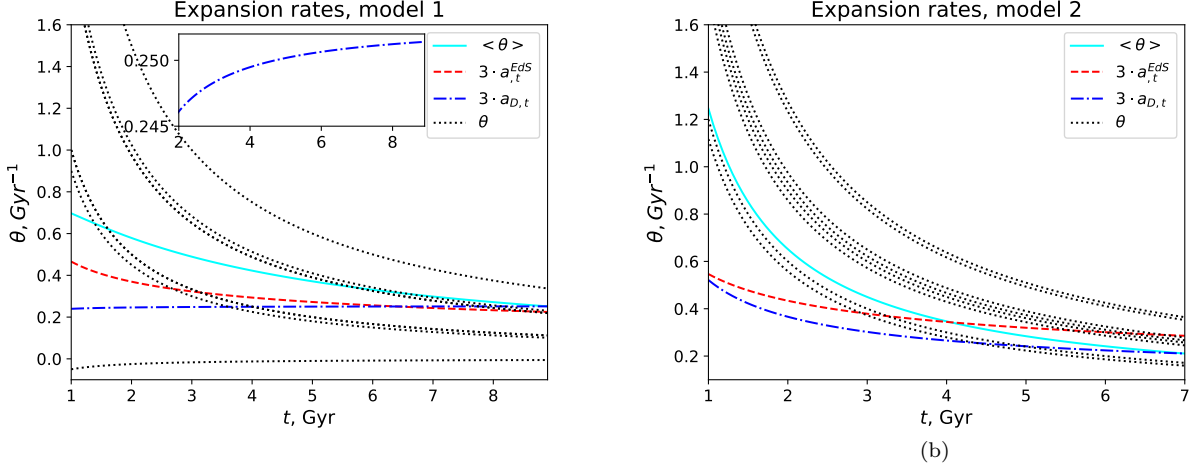 Expansion rates, model 1
1.6
1.4
1.2
1.0
0.8
0.6
0.4
0.2
0.0
θ, Gyr⁻¹
1 2 3 4 5 6 7 8
t, Gyr
0.250
0.245
2 4 6 8
< θ >
3 · a^{EdS}_{,t}
3 · a_{D,t}
θ
Expansion rates, model 2
1.6
1.4
1.2
1.0
0.8
0.6
0.4
0.2
θ, Gyr⁻¹
1 2 3 4 5 6 7
t, Gyr
< θ >
3 · a^{EdS}_{,t}
3 · a_{D,t}
θ
(b)